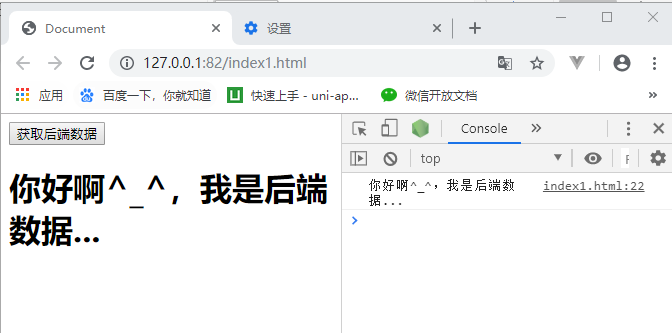 Document
设置
127.0.0.1:82/index1.html
应用
百度一下，你就知道
快速上手 - uni-ap...
微信开放文档
»
获取后端数据
Console
»
top
你好啊^_^，我是后端
数据...
你好啊^_^，我是后端数
据...
index1.html:22